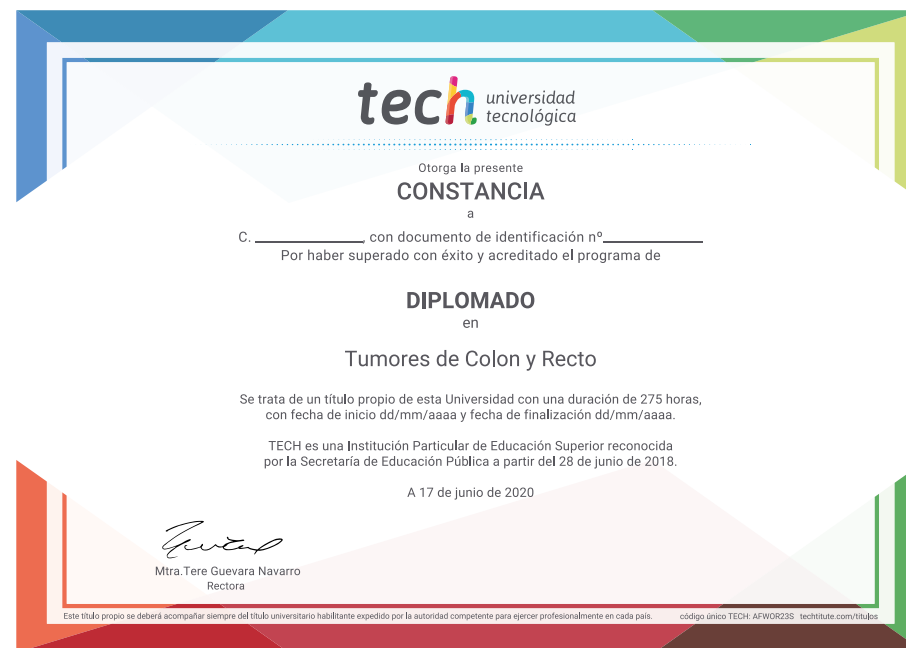 tech universidad
tecnológica
Otorga la presente
CONSTANCIA
a
C. ______________, con documento de identificación nº_____________
Por haber superado con éxito y acreditado el programa de
DIPLOMADO
en
Tumores de Colon y Recto
Se trata de un título propio de esta Universidad con una duración de 275 horas,
con fecha de inicio dd/mm/aaaa y fecha de finalización dd/mm/aaaa.
TECH es una Institución Particular de Educación Superior reconocida
por la Secretaría de Educación Pública a partir del 28 de junio de 2018.
A 17 de junio de 2020
Mtra.Tere Guevara Navarro
Rectora
Este título propio se deberá acompañar siempre del título universitario habilitante expedido por la autoridad competente para ejercer profesionalmente en cada país. código único TECH: AFWOR23S techtitute.com/titulos